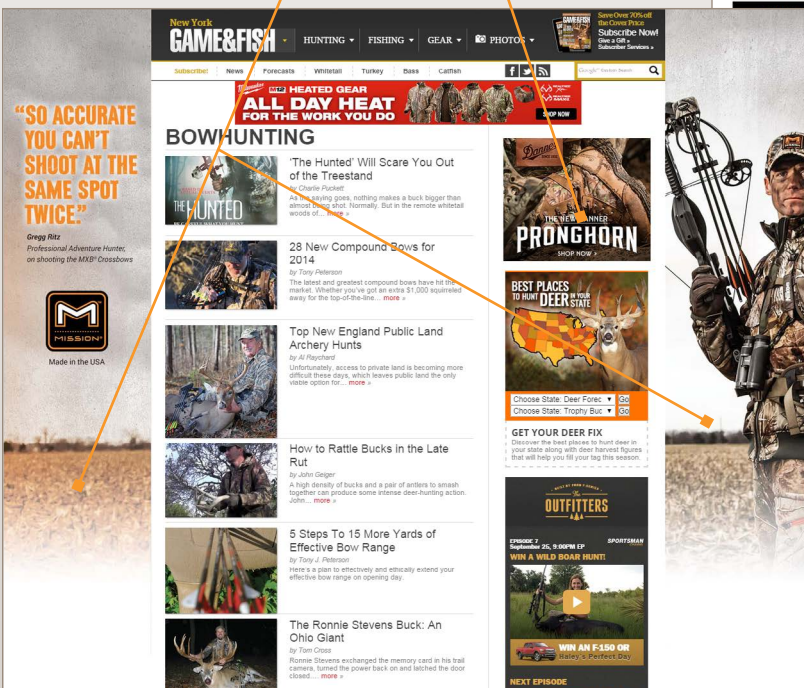 New York
GAME&FISH
HUNTING ▾
FISHING ▾
GEAR ▾
PHOTOS ▾
GAME&FISH
Save Over 70% off
the Cover Price
Subscribe Now!
Give a Gift »
Subscriber Services »
Subscribe!
News
Forecasts
Whitetail
Turkey
Bass
Catfish
Search
Milwaukee
M12 HEATED GEAR
ALL DAY HEAT
FOR THE WORK YOU DO
REALTREE
REALTREE
SHOP NOW
"SO ACCURATE
YOU CAN'T
SHOOT AT THE
SAME SPOT
TWICE."
Gregg Ritz
Professional Adventure Hunter,
on shooting the MXB® Crossbows
MISSION
Made in the USA
BOWHUNTING
THE HUNTED
'The Hunted' Will Scare You Out
of the Treestand
by Charlie Puckett
As the saying goes, nothing makes a buck bigger than
almost being shot. Normally. But in the remote whitetail
woods of... more »
28 New Compound Bows for
2014
by Tony Peterson
The latest and greatest compound bows have hit the
market. Whether you've got an extra $1,000 squirreled
away for the top-of-the-line... more »
Top New England Public Land
Archery Hunts
by Al Raychard
Unfortunately, access to private land is becoming more
difficult these days, which leaves public land the only
viable option for.... more »
How to Rattle Bucks in the Late
Rut
by John Geiger
A high density of bucks and a pair of antlers to smash
together can produce some intense deer-hunting action.
John... more »
5 Steps To 15 More Yards of
Effective Bow Range
by Tony J. Peterson
Here's a plan to effectively and ethically extend your
effective bow range on opening day.
The Ronnie Stevens Buck: An
Ohio Giant
by Tom Cross
Ronnie Stevens exchanged the memory card in his trail
camera, turned the power back on and latched the door
closed.... more »
Danner
THE NEW DANNER
PRONGHORN
SHOP NOW >
BEST PLACES
TO HUNT DEER IN YOUR STATE
Choose State: Deer Forec ▾ Go
Choose State: Trophy Buc ▾ Go
GET YOUR DEER FIX
Discover the best places to hunt deer in
your state along with deer harvest figures
that will help you fill your tag this season.
The
OUTFITTERS
EPISODE 7
September 25, 9:00PM EP
SPORTSMAN
WIN A WILD BOAR HUNT!
WIN AN F-150 OR
Haley's Perfect Day
NEXT EPISODE
MISSION